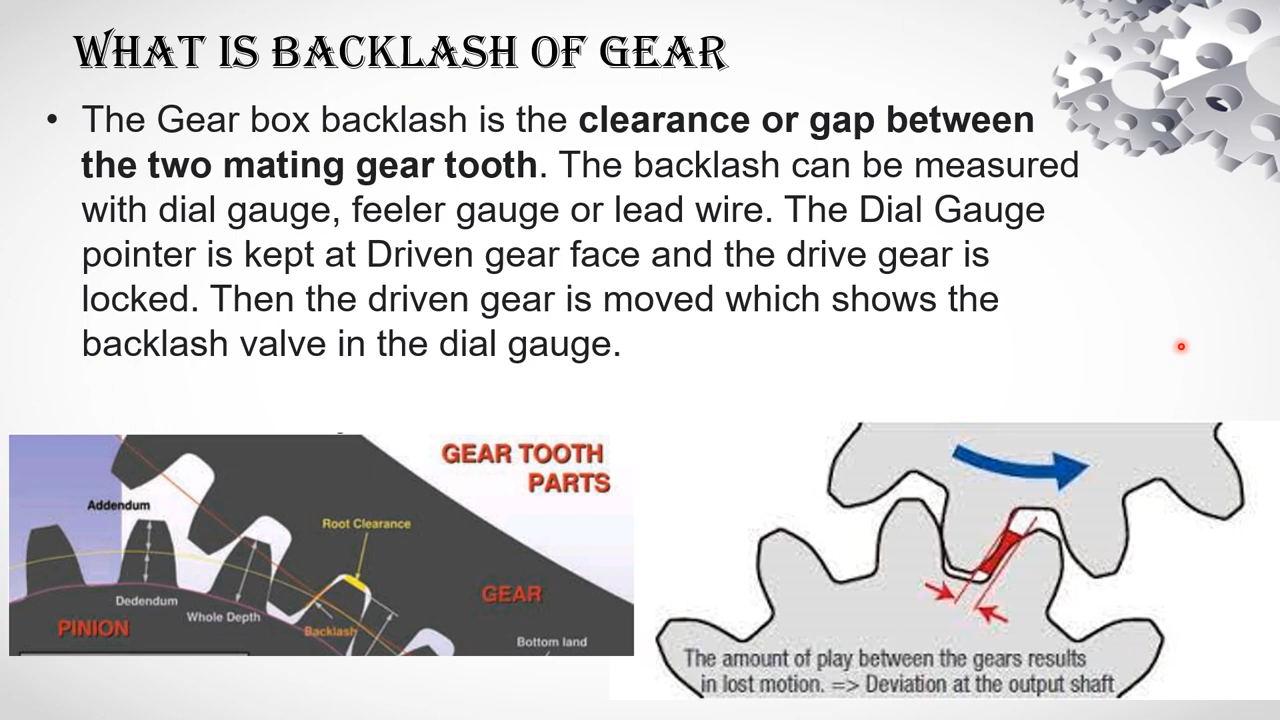 WHAT IS BACKLASH OF GEAR
• The Gear box backlash is the clearance or gap between
the two mating gear tooth. The backlash can be measured
with dial gauge, feeler gauge or lead wire. The Dial Gauge
pointer is kept at Driven gear face and the drive gear is
locked. Then the driven gear is moved which shows the
backlash valve in the dial gauge.
GEAR TOOTH
PARTS
Addendum
Root Clearance
Dedendum
Whole Depth
GEAR
PINION
Backlash
Bottom land
The amount of play between the gears results
in lost motion. => Deviation at the output shaft